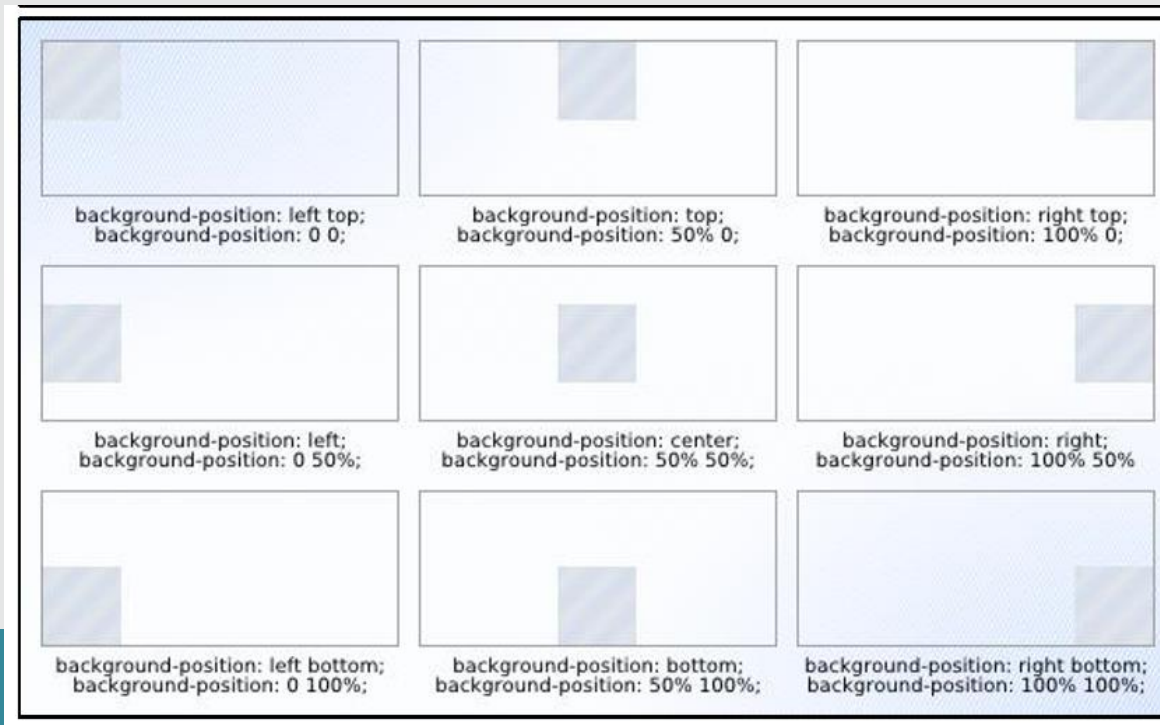 background-position: left top;
background-position: 0 0;
background-position: top;
background-position: 50% 0;
background-position: right top;
background-position: 100% 0;
background-position: left;
background-position: 0 50%;
background-position: center;
background-position: 50% 50%;
background-position: right;
background-position: 100% 50%
background-position: left bottom;
background-position: 0 100%;
background-position: bottom;
background-position: 50% 100%;
background-position: right bottom;
background-position: 100% 100%;